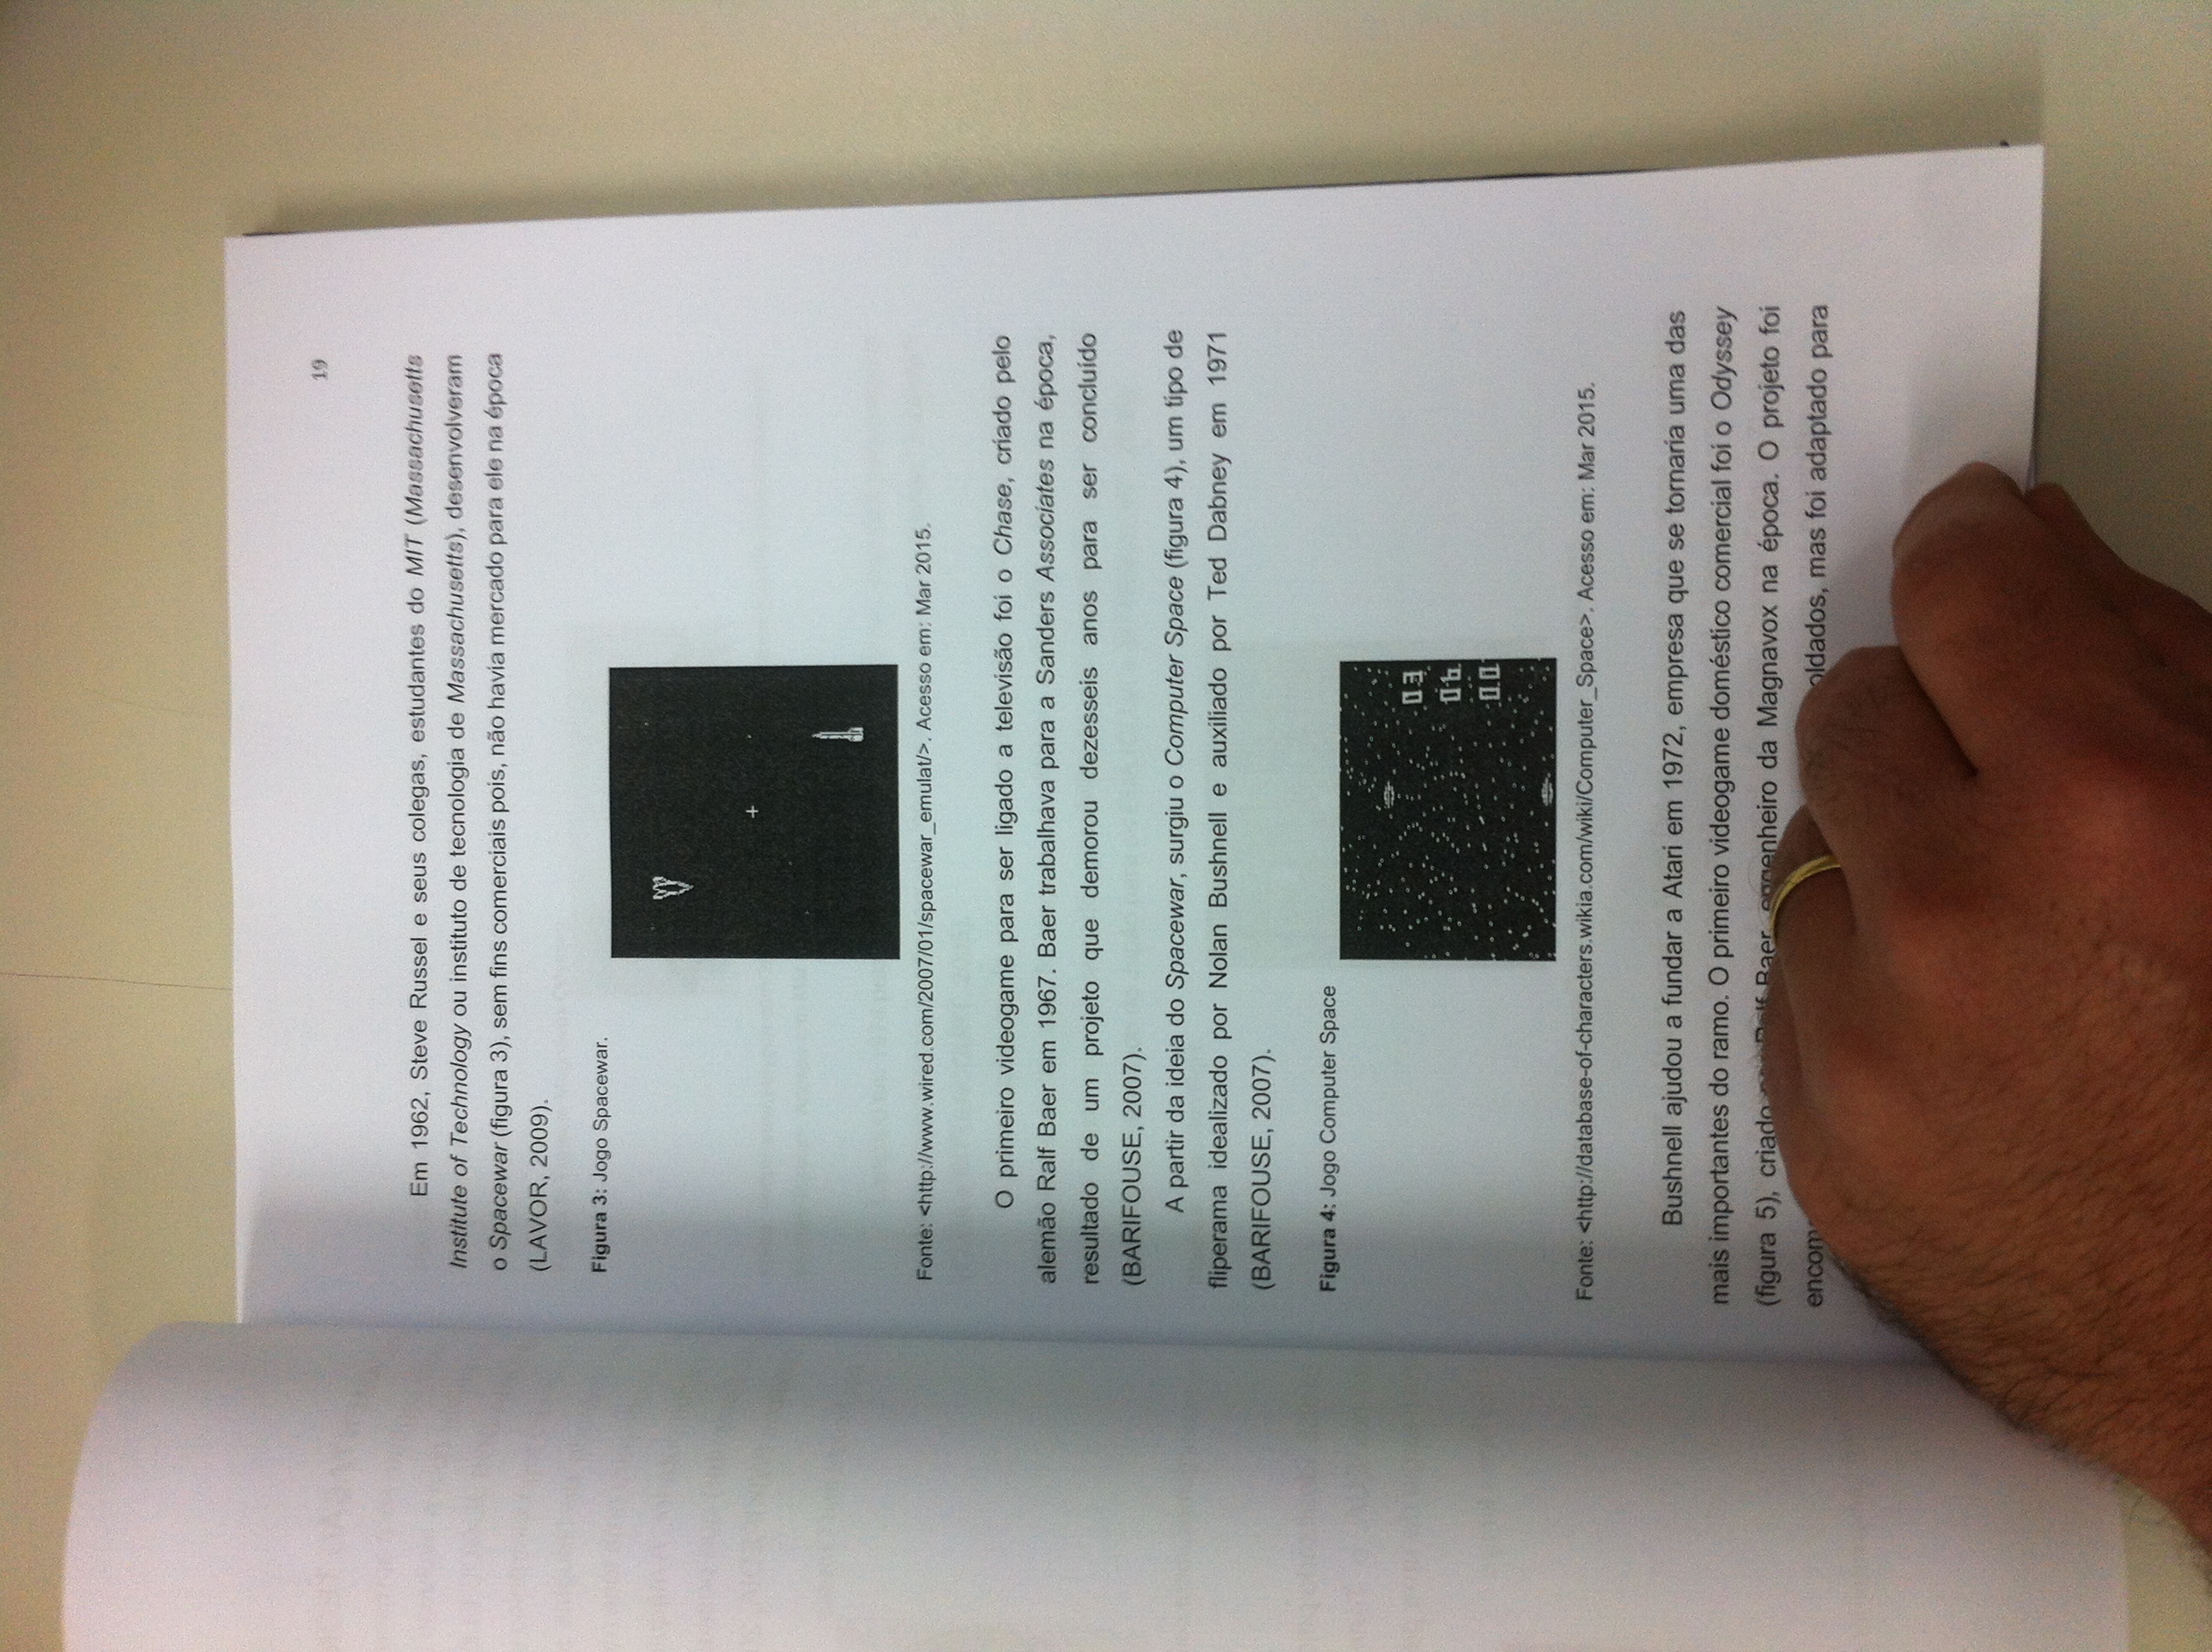 19
Em 1962, Steve Russel e seus colegas, estudantes do MIT (Massachusetts
Institute of Technology ou instituto de tecnologia de Massachusetts), desenvolveram
o Spacewar (figura 3), sem fins comerciais pois, não havia mercado para ele na época
(LAVOR, 2009).
Figura 3: Jogo Spacewar.
Fonte: <http://www.wired.com/2007/01/spacewar_emulat/>. Acesso em: Mar 2015.
O primeiro videogame para ser ligado a televisão foi o Chase, criado pelo
alemão Ralf Baer em 1967. Baer trabalhava para a Sanders Associates na época,
resultado de um projeto que demorou dezesseis anos para ser concluído
(BARIFOUSE, 2007).
A partir da ideia do Spacewar, surgiu o Computer Space (figura 4), um tipo de
fliperama idealizado por Nolan Bushnell e auxiliado por Ted Dabney em 1971
(BARIFOUSE, 2007).
Figura 4: Jogo Computer Space
03
06
00
Fonte: <http://database-of-characters.wikia.com/wiki/Computer_Space>. Acesso em: Mar 2015.
Bushnell ajudou a fundar a Atari em 1972, empresa que se tornaria uma das
mais importantes do ramo. O primeiro videogame doméstico comercial foi o Odyssey
(figura 5), criado por Ralf Baer, engenheiro da Magnavox na época. O projeto foi
mas foi adaptado para